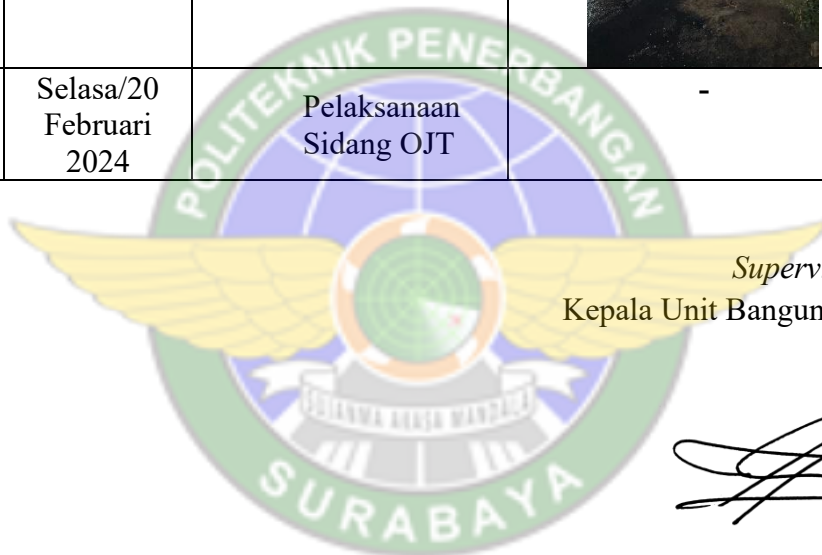 Selasa/20
Februari
2024
Pelaksanaan
Sidang OJT
-
POLITEKNIK PENERBANGAN
Superv
Kepala Unit Bangun
SURABAYA